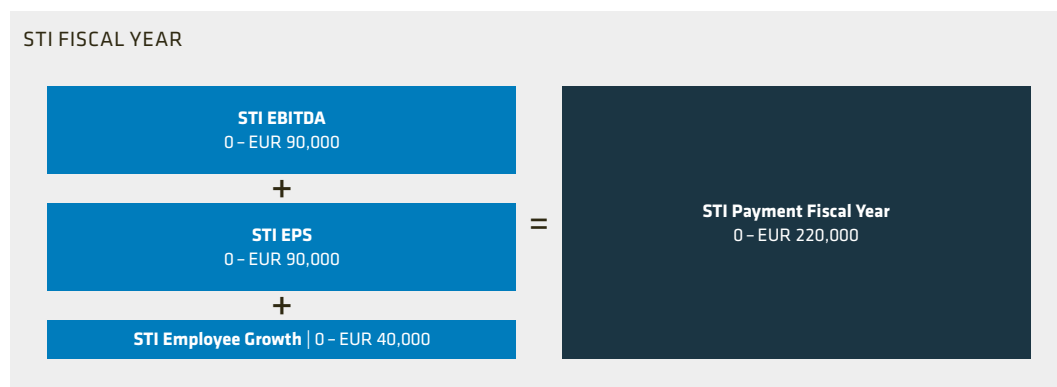 STI FISCAL YEAR
STI EBITDA
0 – EUR 90,000
+
STI EPS
0 – EUR 90,000
+
STI Employee Growth | 0 – EUR 40,000
=
STI Payment Fiscal Year
0 – EUR 220,000